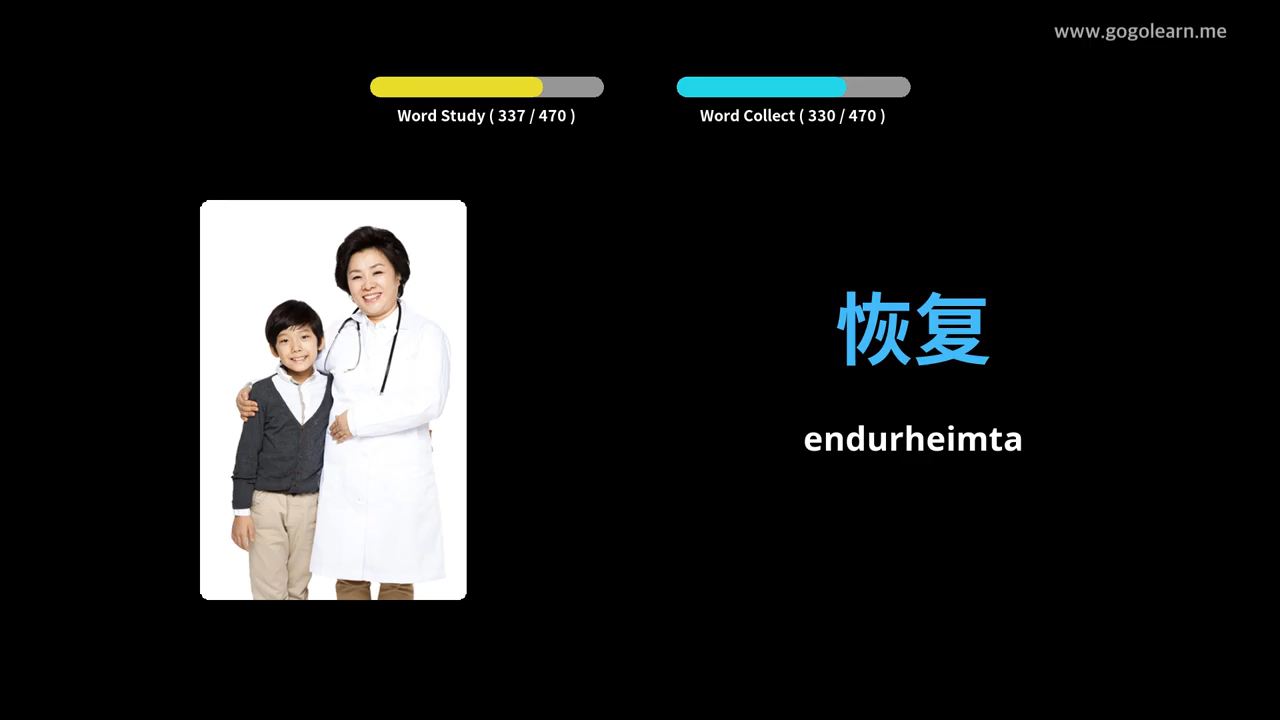 www.gogolearn.me
Word Study ( 337 / 470 )
Word Collect ( 330 / 470 )
恢复
endurheimta